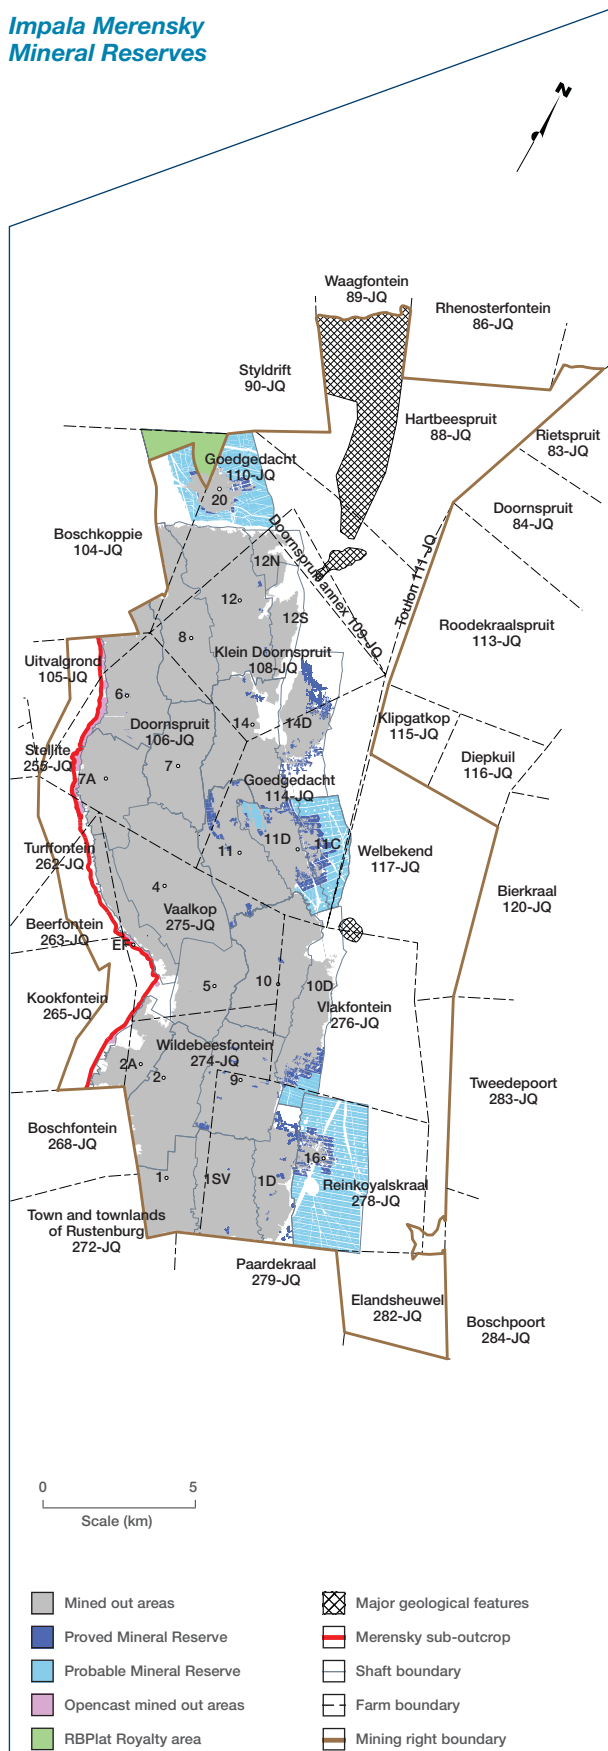 Impala Merensky
Mineral Reserves
N
Waagfontein
89-JQ
Rhenosterfontein
86-JQ
Styldrift
90-JQ
Hartbeespruit
88-JQ
Rietspruit
83-JQ
Goedgedacht
110-JQ
20
Doornspruit
84-JQ
Boschkoppie
104-JQ
Doornspruit annex 109-JQ
Toulon 111-JQ
12N
12
12S
Roodekraalspruit
113-JQ
8
Klein Doornspruit
108-JQ
Uitvalgrond
105-JQ
6
Doornspruit
106-JQ
14
14D
Klipgatkop
115-JQ
Stellite
255-JQ
7
7A
Diepkuil
116-JQ
Goedgedacht
114-JQ
11
11D
11C
Welbekend
117-JQ
Turffontein
262-JQ
Bierkraal
120-JQ
4
Vaalkop
275-JQ
Beerfontein
263-JQ
EF
5
10
10D
Kookfontein
265-JQ
Vlakfontein
276-JQ
Wildebeesfontein
274-JQ
2A
2
9
Tweedepoort
283-JQ
Boschfontein
268-JQ
16
1
1SV
1D
Reinkoyalskraal
278-JQ
Town and townlands
of Rustenburg
272-JQ
Paardekraal
279-JQ
Elandsheuwel
282-JQ
Boschpoort
284-JQ
0 5
Scale (km)
Mined out areas
Proved Mineral Reserve
Probable Mineral Reserve
Opencast mined out areas
RBPlat Royalty area
Major geological features
Merensky sub-outcrop
Shaft boundary
Farm boundary
Mining right boundary